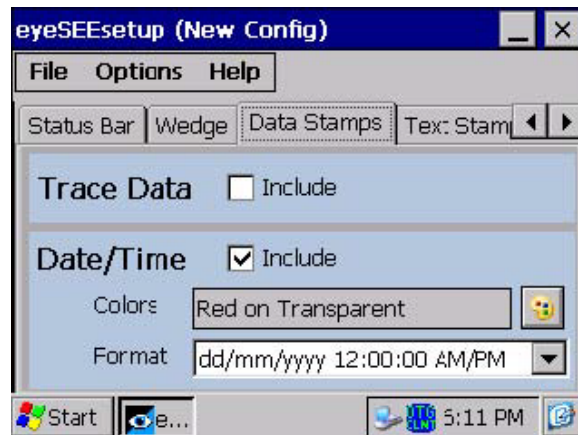 eyeSEEsetup (New Config)
File Options Help
Status Bar Wedge Data Stamps Text Stam
Trace Data Include
Date/Time Include
Colors Red on Transparent
Format dd/mm/yyyy 12:00:00 AM/PM
Start e... 5:11 PM